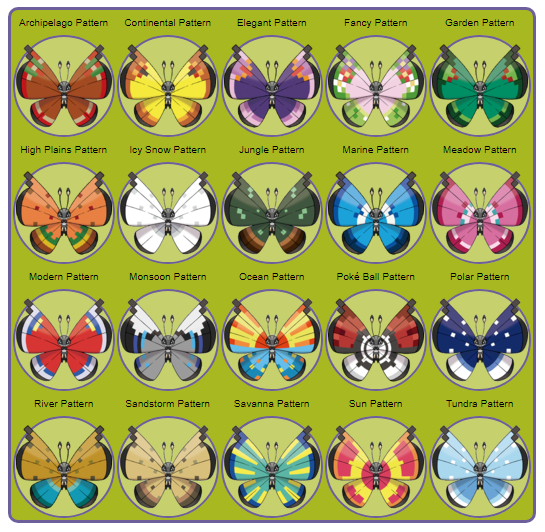 Archipelago Pattern Continental Pattern Elegant Pattern Fancy Pattern Garden Pattern
High Plains Pattern Icy Snow Pattern Jungle Pattern Marine Pattern Meadow Pattern
Modern Pattern Monsoon Pattern Ocean Pattern Poké Ball Pattern Polar Pattern
River Pattern Sandstorm Pattern Savanna Pattern Sun Pattern Tundra Pattern